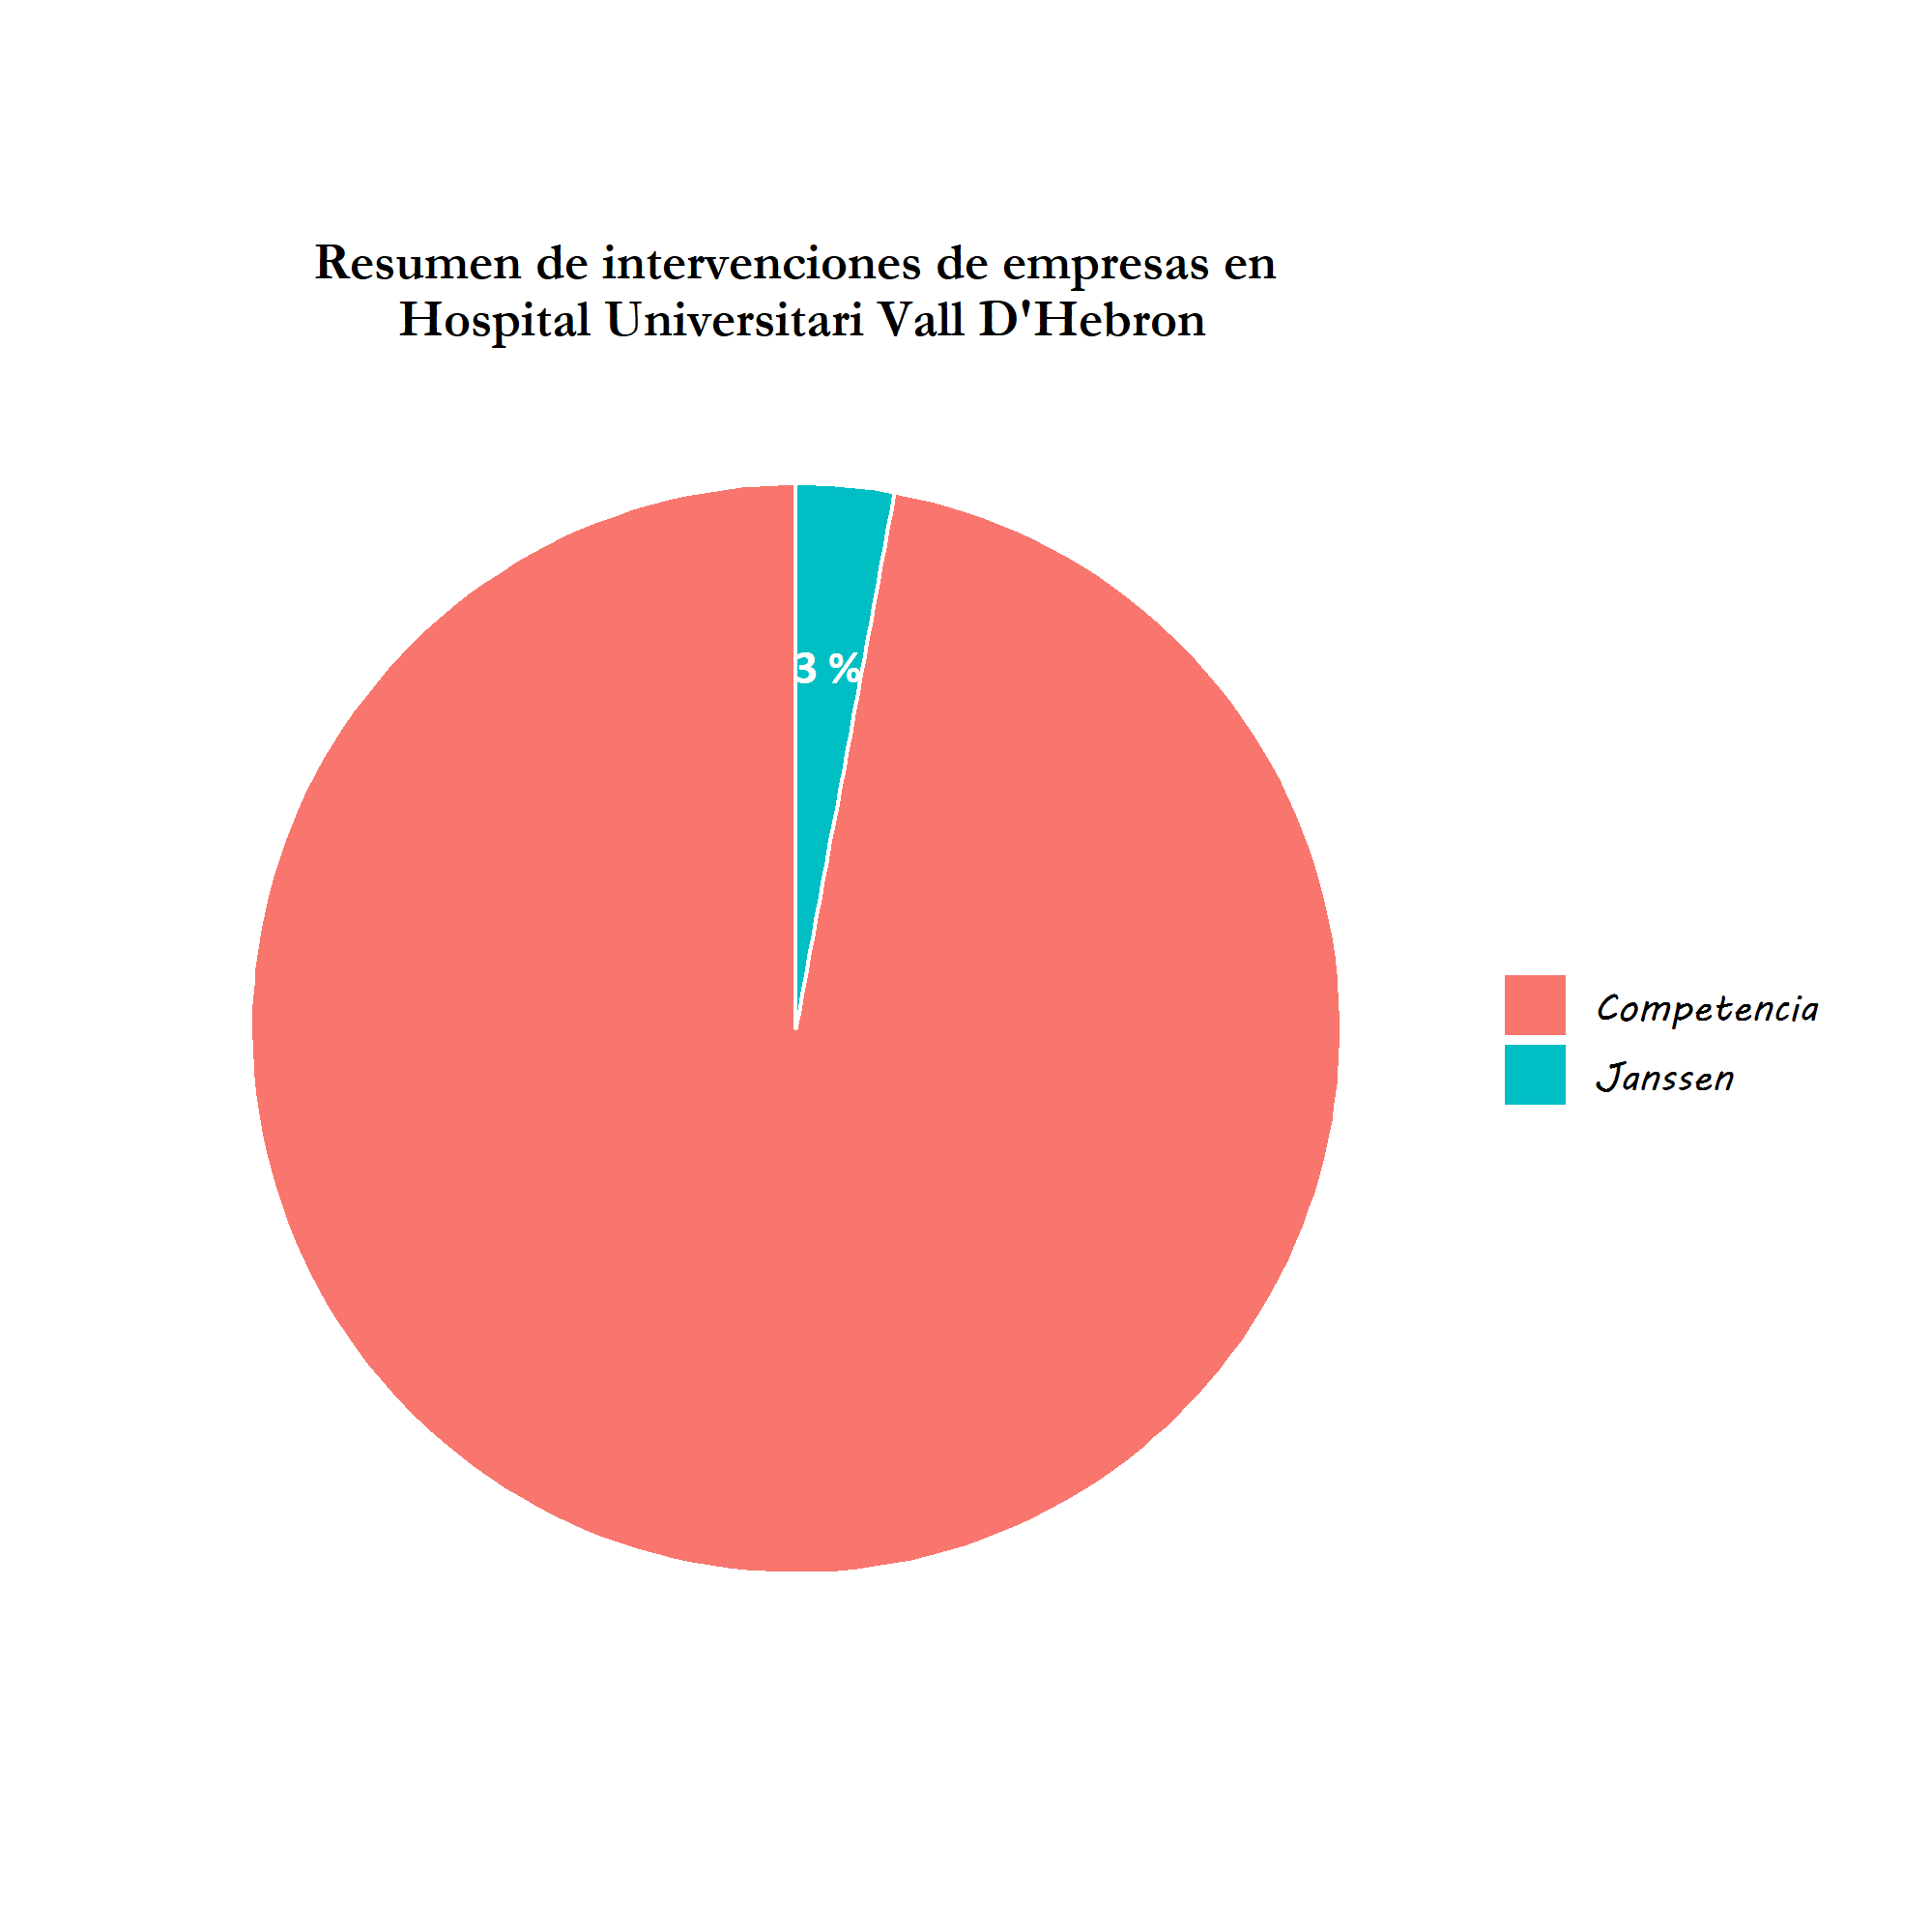 Resumen de intervenciones de empresas en
Hospital Universitari Vall D'Hebron
3 %
Competencia
Janssen